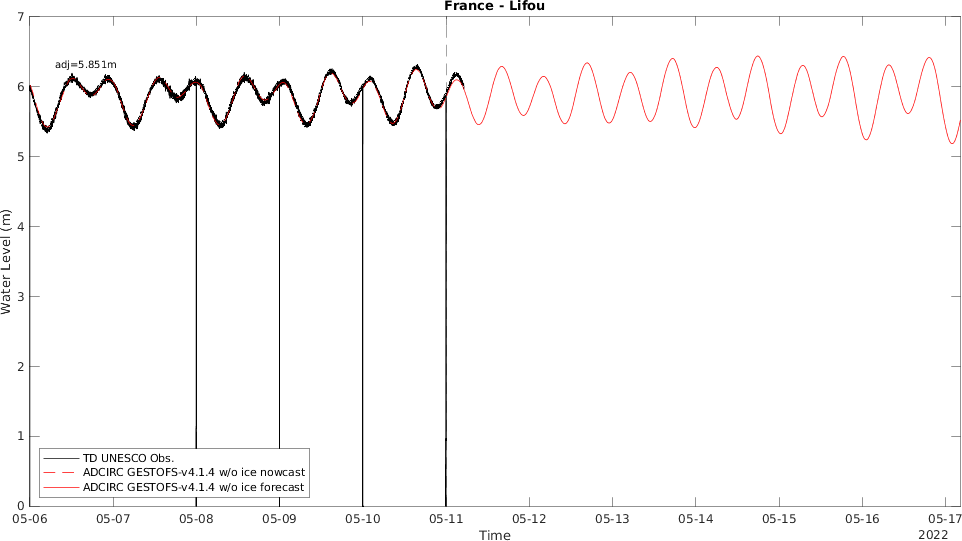 France - Lifou
7
adj=5.851m
6
5
4
3
2
1
0
Water Level (m)
TD UNESCO Obs.
ADCIRC GESTOFS-v4.1.4 w/o ice nowcast
ADCIRC GESTOFS-v4.1.4 w/o ice forecast
05-06 05-07 05-08 05-09 05-10 05-11 05-12 05-13 05-14 05-15 05-16 05-17
Time
2022